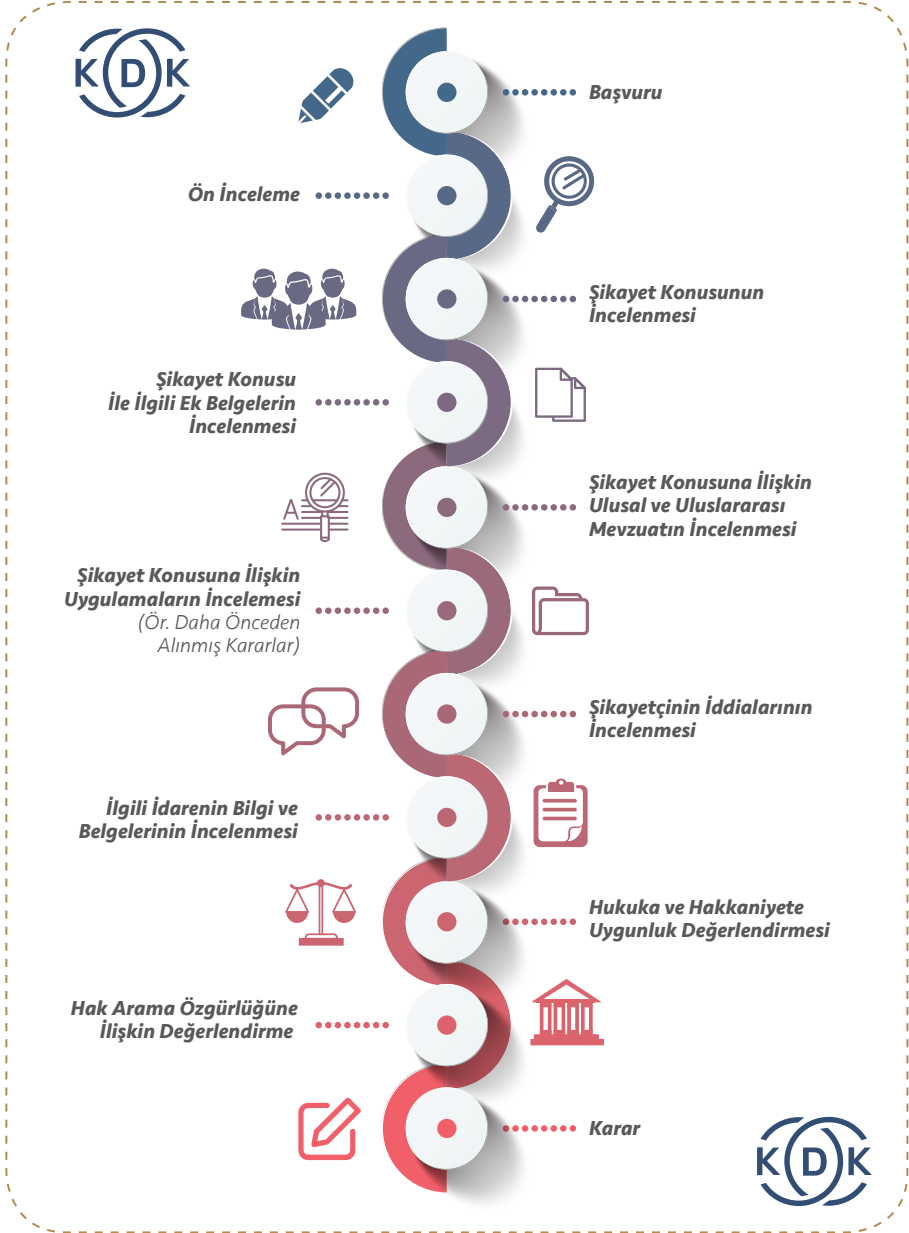 KDK
Başvuru
Ön İnceleme
Şikayet Konusunun
İncelenmesi
Şikayet Konusu
İle İlgili Ek Belgelerin
İncelenmesi
A
Şikayet Konusuna İlişkin
Ulusal ve Uluslararası
Mevzuatın İncelenmesi
Şikayet Konusuna İlişkin
Uygulamaların İncelemesi
(Ör. Daha Önceden
Alınmış Kararlar)
Şikayetçinin İddialarının
İncelenmesi
İlgili İdarenin Bilgi ve
Belgelerinin İncelenmesi
Hukuka ve Hakkaniyete
Uygunluk Değerlendirmesi
Hak Arama Özgürlüğüne
İlişkin Değerlendirme
Karar
KDK